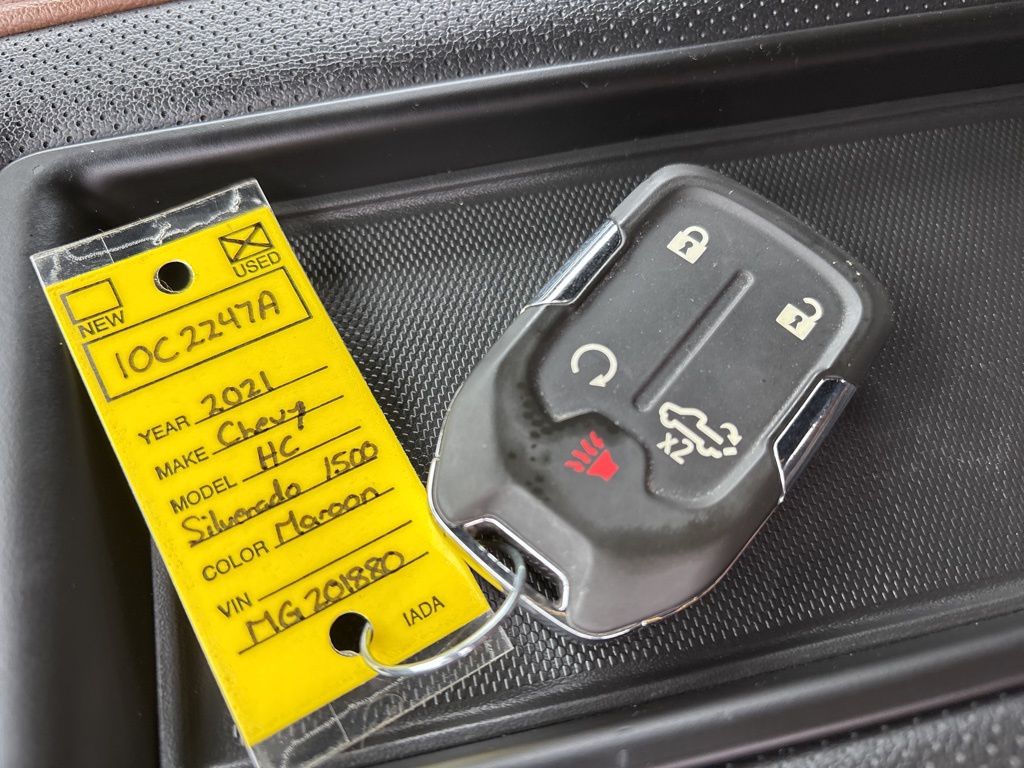 NEW
USED
10C2247A
YEAR 2021
MAKE Chevy
MODEL HC
Silverado 1500
COLOR Maroon
VIN
MG201880
IADA
X2